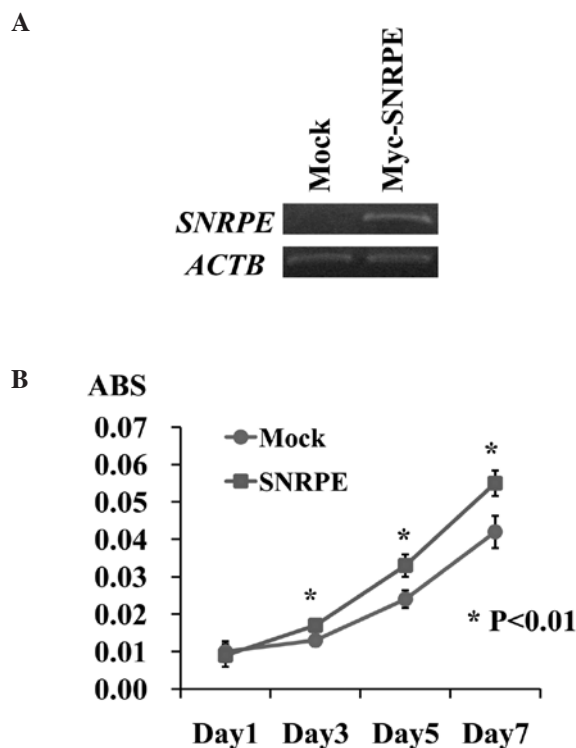 A
Mock
Myc-SNRPE
SNRPE
ACTB
B
ABS
0.07
0.06
0.05
0.04
0.03
0.02
0.01
0.00
Mock
SNRPE
*
*
*
* P<0.01
Day1 Day3 Day5 Day7